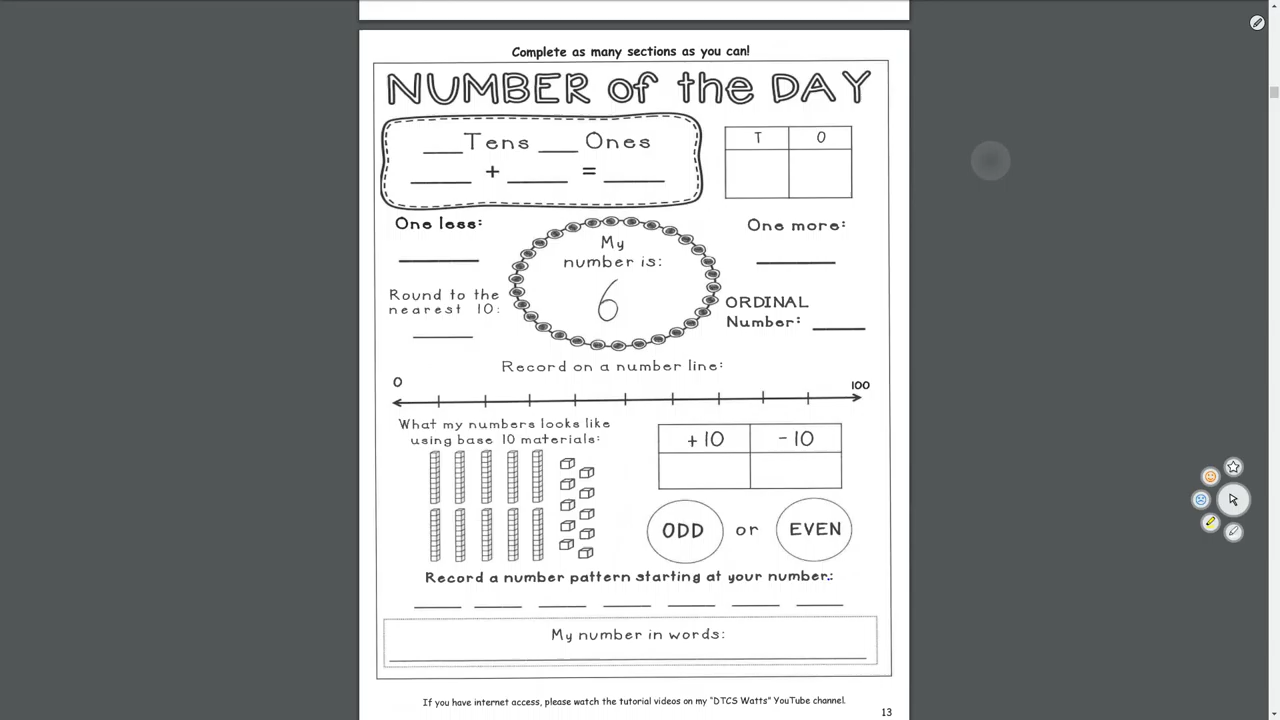 Complete as many sections as you can!
NUMBER of the DAY
___Tens ___ Ones
____ + ____ = ____
T O
One less:
One more:
My
number is:
6
Round to the
nearest 10:
ORDINAL
Number: ____
Record on a number line:
0 100
What my numbers looks like
using base 10 materials:
+ 10 - 10
ODD or EVEN
Record a number pattern starting at your number:
My number in words:
If you have internet access, please watch the tutorial videos on my "DTCS Watts" YouTube channel.
13